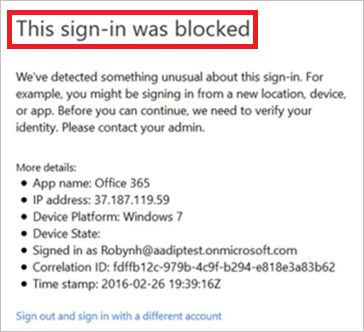 This sign-in was blocked
We've detected something unusual about this sign-in. For
example, you might be signing in from a new location, device,
or app. Before you can continue, we need to verify your
identity. Please contact your admin.
More details:
• App name: Office 365
• IP address: 37.187.119.59
• Device Platform: Windows 7
• Device State:
• Signed in as Robynh@aadiptest.onmicrosoft.com
• Correlation ID: fdffb12c-979b-4c9f-b294-e818e3a83b62
• Time stamp: 2016-02-26 19:39:16Z
Sign out and sign in with a different account